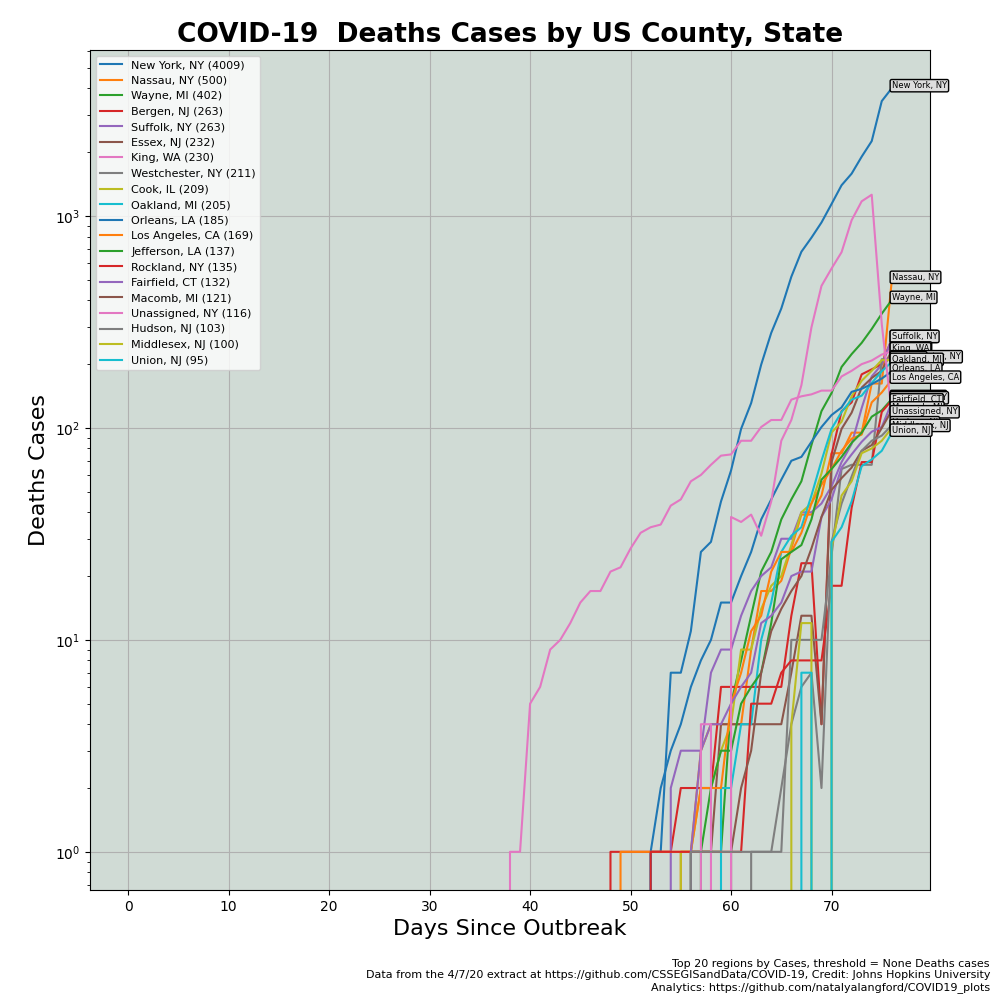 COVID-19  Deaths Cases by US County, State
New York, NY (4009)
Nassau, NY (500)
Wayne, MI (402)
Bergen, NJ (263)
Suffolk, NY (263)
Essex, NJ (232)
King, WA (230)
Westchester, NY (211)
Cook, IL (209)
Oakland, MI (205)
Orleans, LA (185)
Los Angeles, CA (169)
Jefferson, LA (137)
Rockland, NY (135)
Fairfield, CT (132)
Macomb, MI (121)
Unassigned, NY (116)
Hudson, NJ (103)
Middlesex, NJ (100)
Union, NJ (95)
New York, NY
Nassau, NY
Wayne, MI
Suffolk, NY
King, WA
NY
Oakland, MI
Orleans, LA
Los Angeles, CA
Fairfield, CT
Unassigned, NY
NJ
Union, NJ
Deaths Cases
10³
10²
10¹
10⁰
0 10 20 30 40 50 60 70
Days Since Outbreak
Top 20 regions by Cases, threshold = None Deaths cases
Data from the 4/7/20 extract at https://github.com/CSSEGISandData/COVID-19, Credit: Johns Hopkins University
Analytics: https://github.com/natalyalangford/COVID19_plots